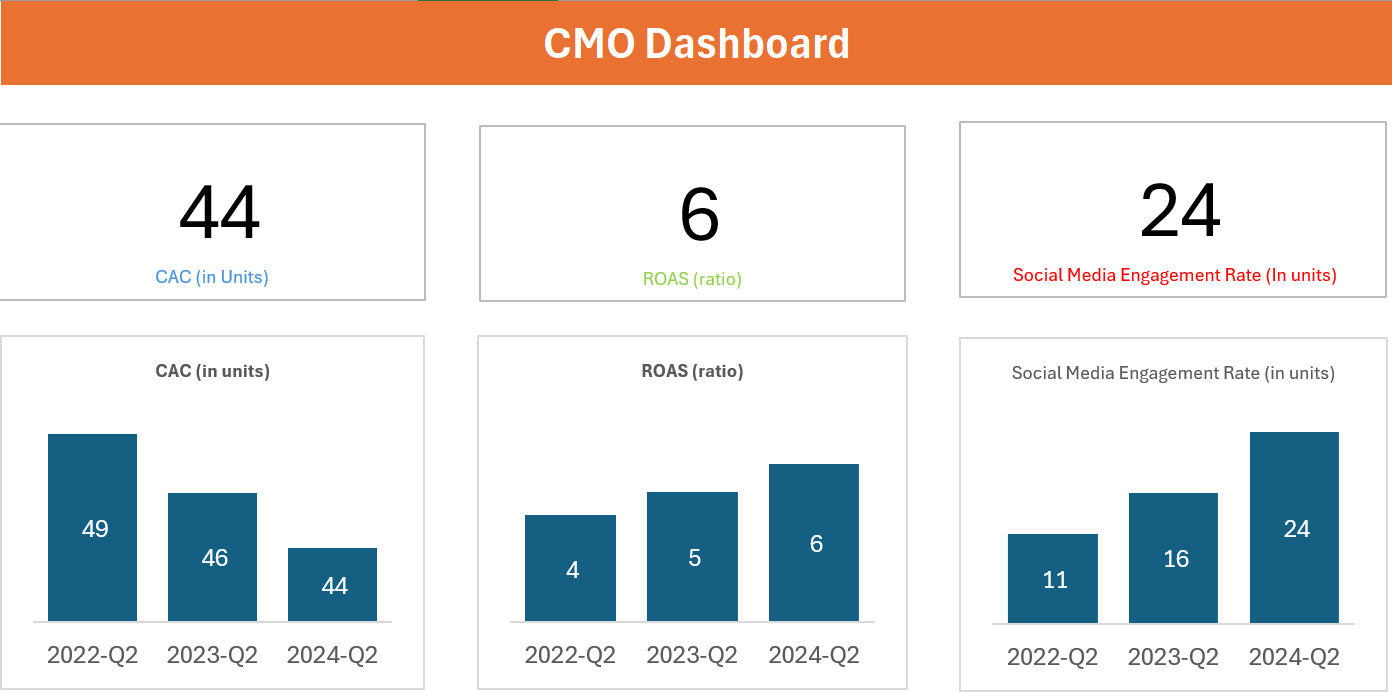 CMO Dashboard
44
CAC (in Units)
6
ROAS (ratio)
24
Social Media Engagement Rate (In units)
CAC (in units)
49
46
44
2022-Q2 2023-Q2 2024-Q2
ROAS (ratio)
4
5
6
2022-Q2 2023-Q2 2024-Q2
Social Media Engagement Rate (in units)
11
16
24
2022-Q2 2023-Q2 2024-Q2